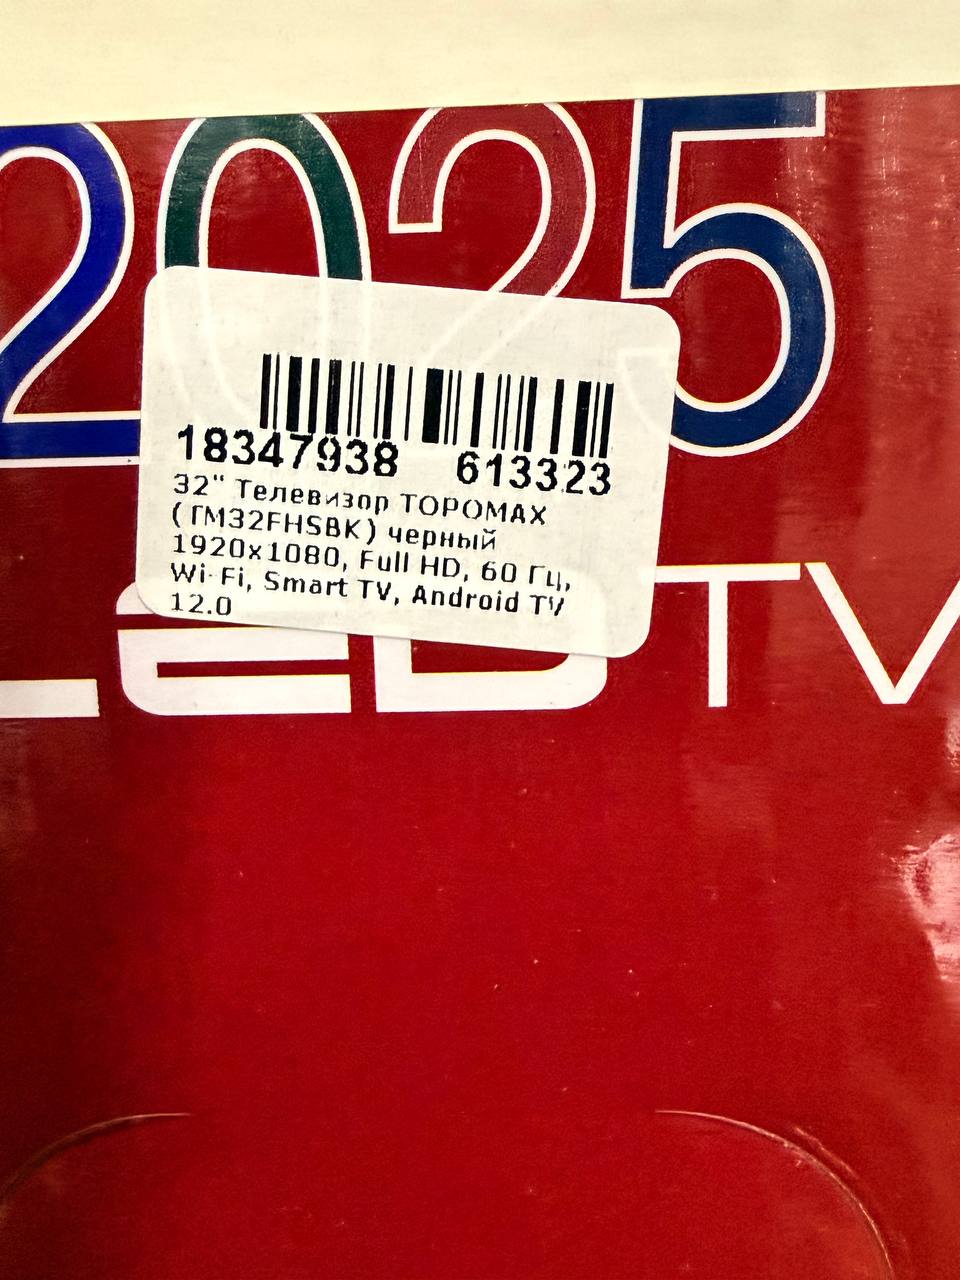 2025
18347938 613323
32" Телевизор TOPOMAX
(TM32FHSBK) черный
1920x1080, Full HD, 60 Гц,
Wi-Fi, Smart TV, Android TV
12.0
LED TV